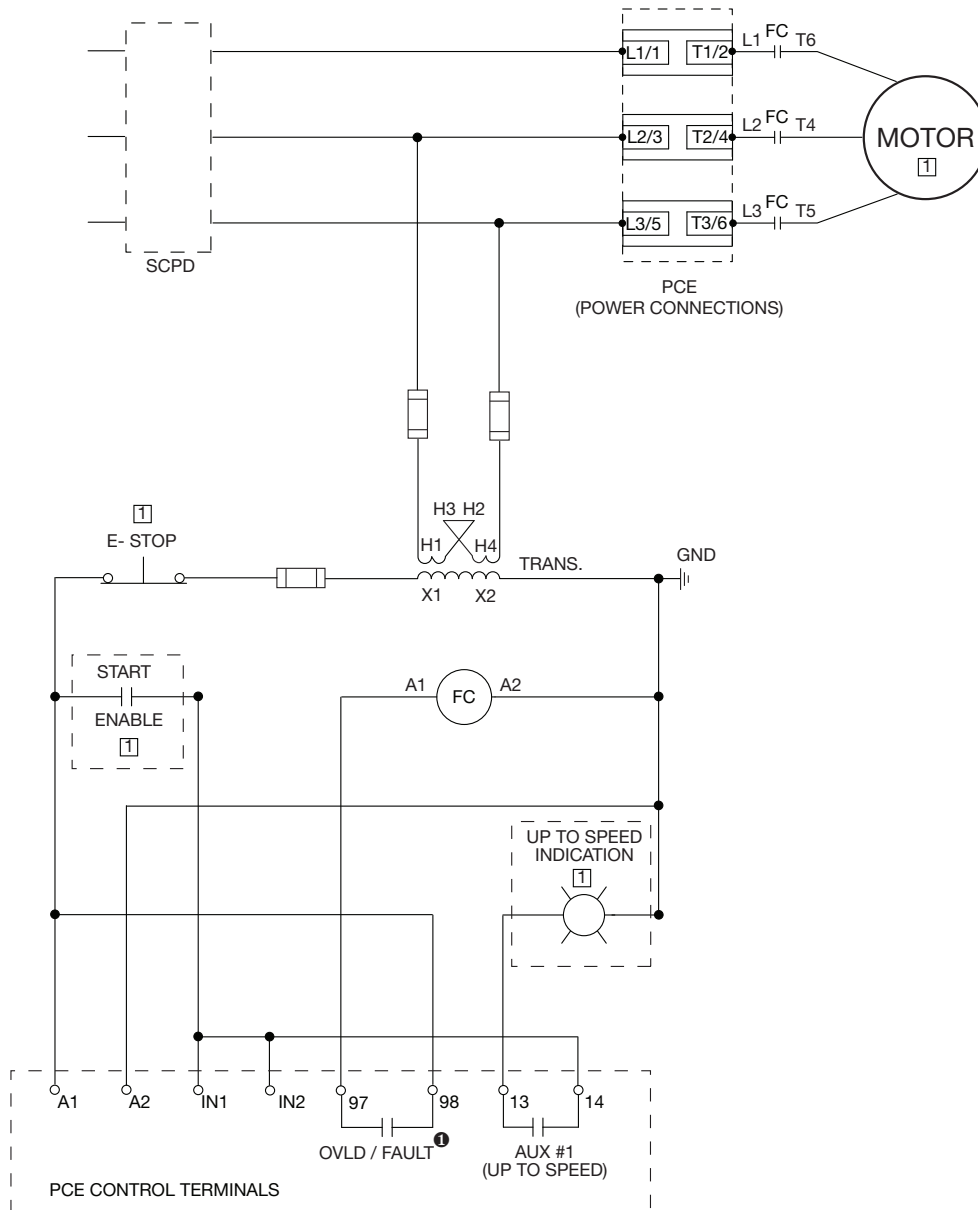 L1/1 T1/2 L1 FC T6
L2/3 T2/4 L2 FC T4
MOTOR
1
L3/5 T3/6 L3 FC T5
SCPD
PCE
(POWER CONNECTIONS)
H3 H2
H1 H4
TRANS.
X1 X2
GND
1
E- STOP
START
ENABLE
1
A1 FC A2
UP TO SPEED
INDICATION
1
A1 A2 IN1 IN2 97 98 13 14
OVLD / FAULT ❶
AUX #1
(UP TO SPEED)
PCE CONTROL TERMINALS